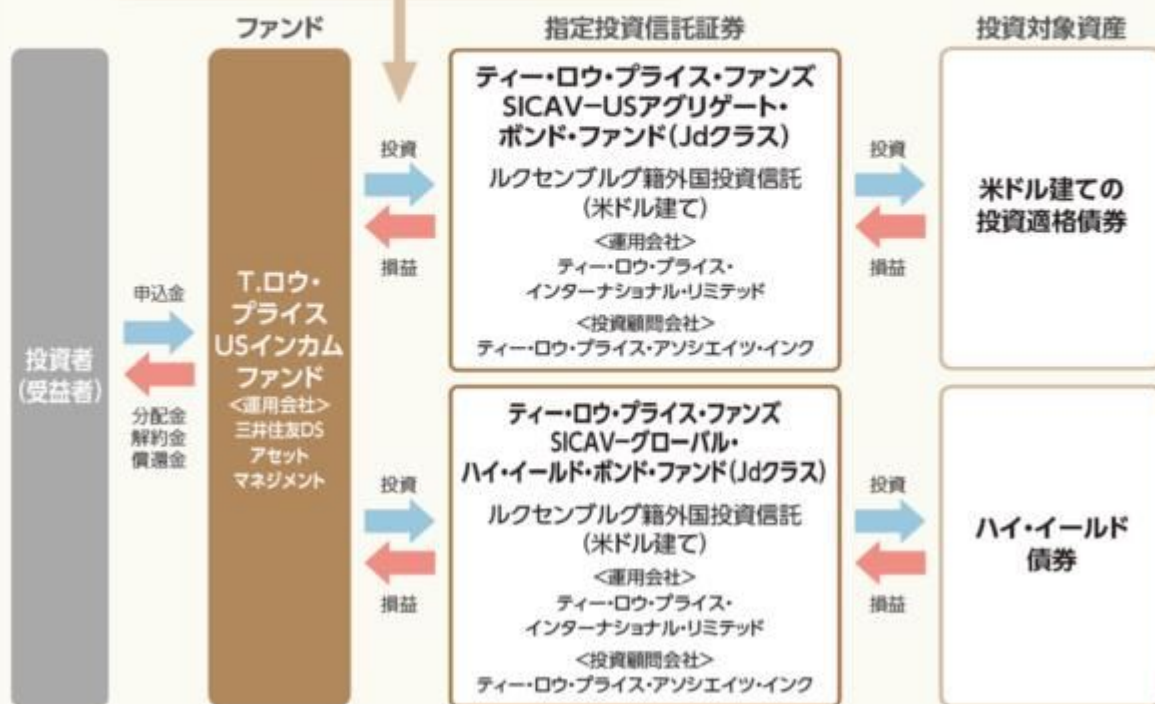 ファンド
指定投資信託証券
投資対象資産
投資者
(受益者)
申込金
分配金
解約金
償還金
T.ロウ・
プライス
USインカム
ファンド
<運用会社>
三井住友DS
アセット
マネジメント
投資
損益
ティー・ロウ・プライス・ファンズ
SICAV-USアグリゲート・
ボンド・ファンド(Jdクラス)
ルクセンブルグ籍外国投資信託
(米ドル建て)
<運用会社>
ティー・ロウ・プライス・
インターナショナル・リミテッド
<投資顧問会社>
ティー・ロウ・プライス・アソシエイツ・インク
投資
損益
米ドル建ての
投資適格債券
投資
損益
ティー・ロウ・プライス・ファンズ
SICAV-グローバル・
ハイ・イールド・ボンド・ファンド(Jdクラス)
ルクセンブルグ籍外国投資信託
(米ドル建て)
<運用会社>
ティー・ロウ・プライス・
インターナショナル・リミテッド
<投資顧問会社>
ティー・ロウ・プライス・アソシエイツ・インク
投資
損益
ハイ・イールド
債券